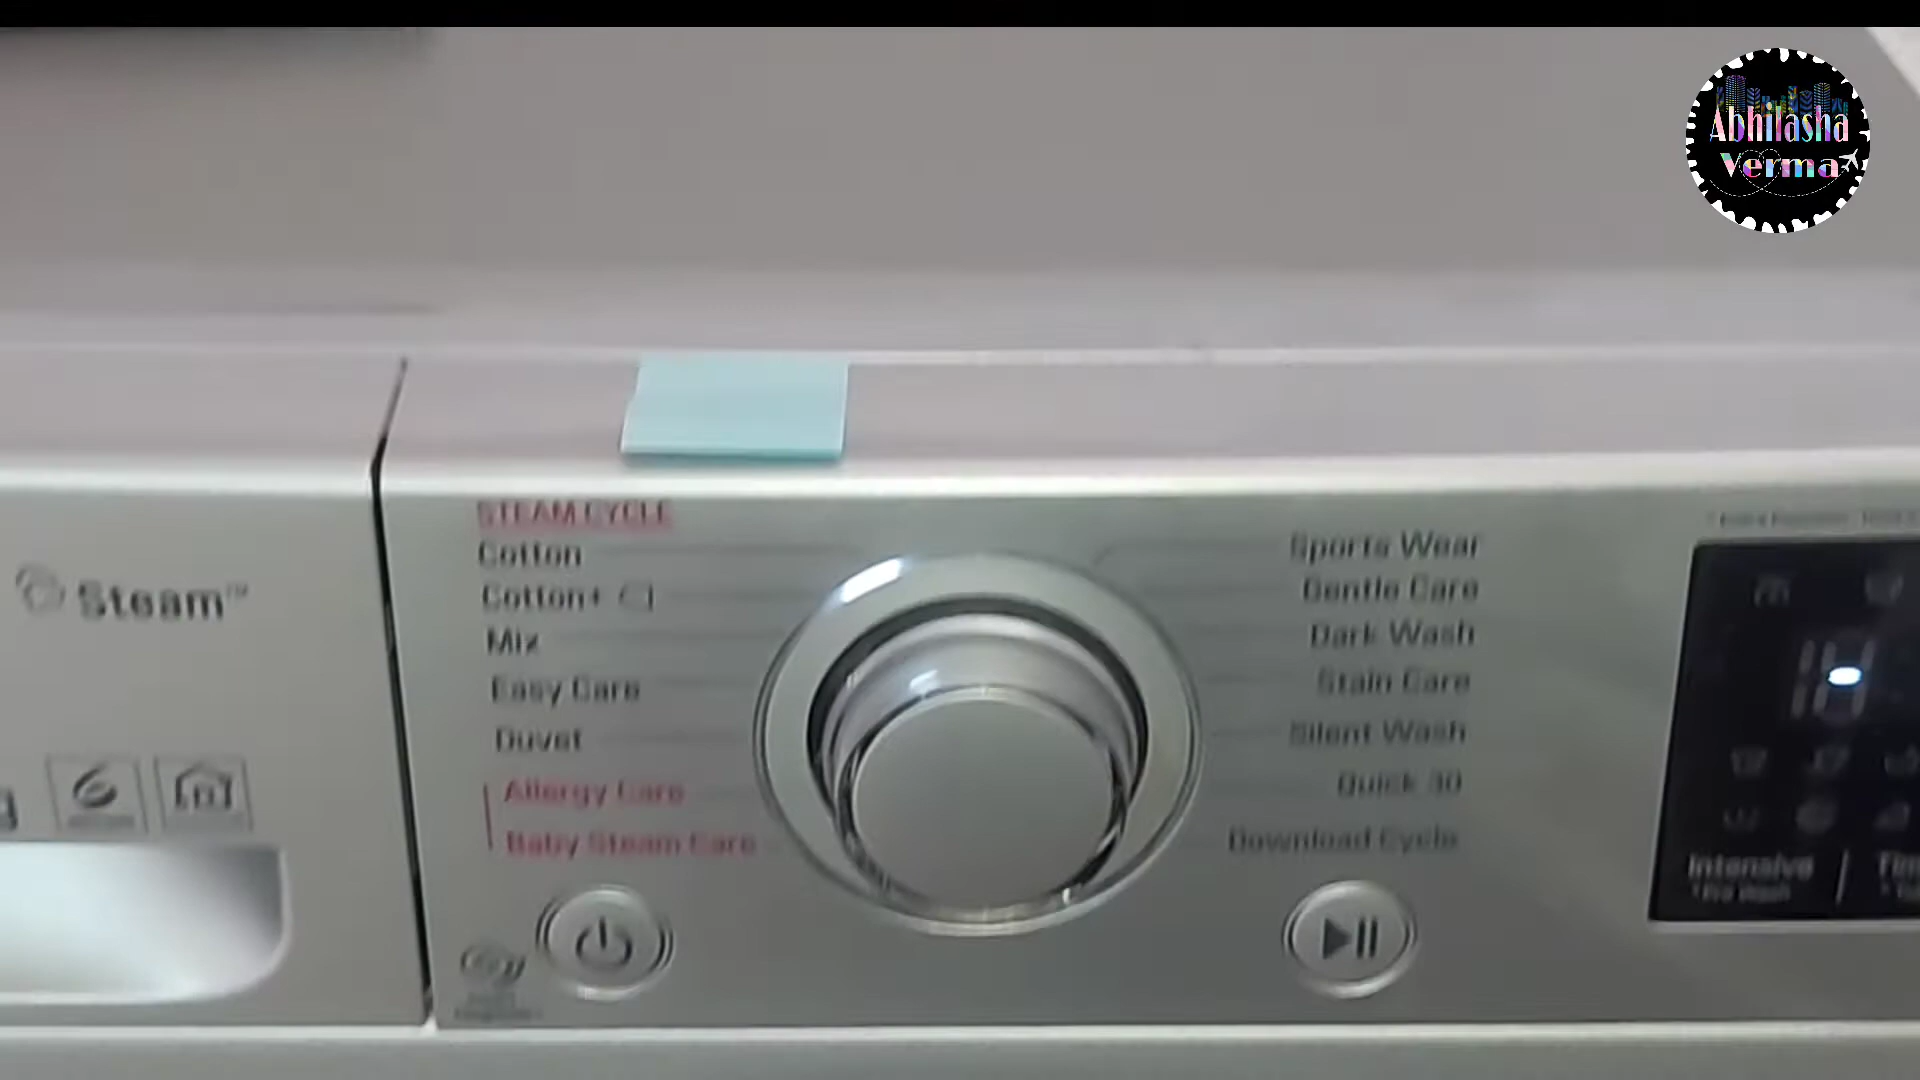 Abhilasha
Verma
Steam™
STEAM CYCLE
Cotton
Cotton+
Mix
Easy Care
Duvet
Allergy Care
Baby Steam Care
Sports Wear
Gentle Care
Dark Wash
Stain Care
Silent Wash
Quick 30
Download Cycle
Intensive